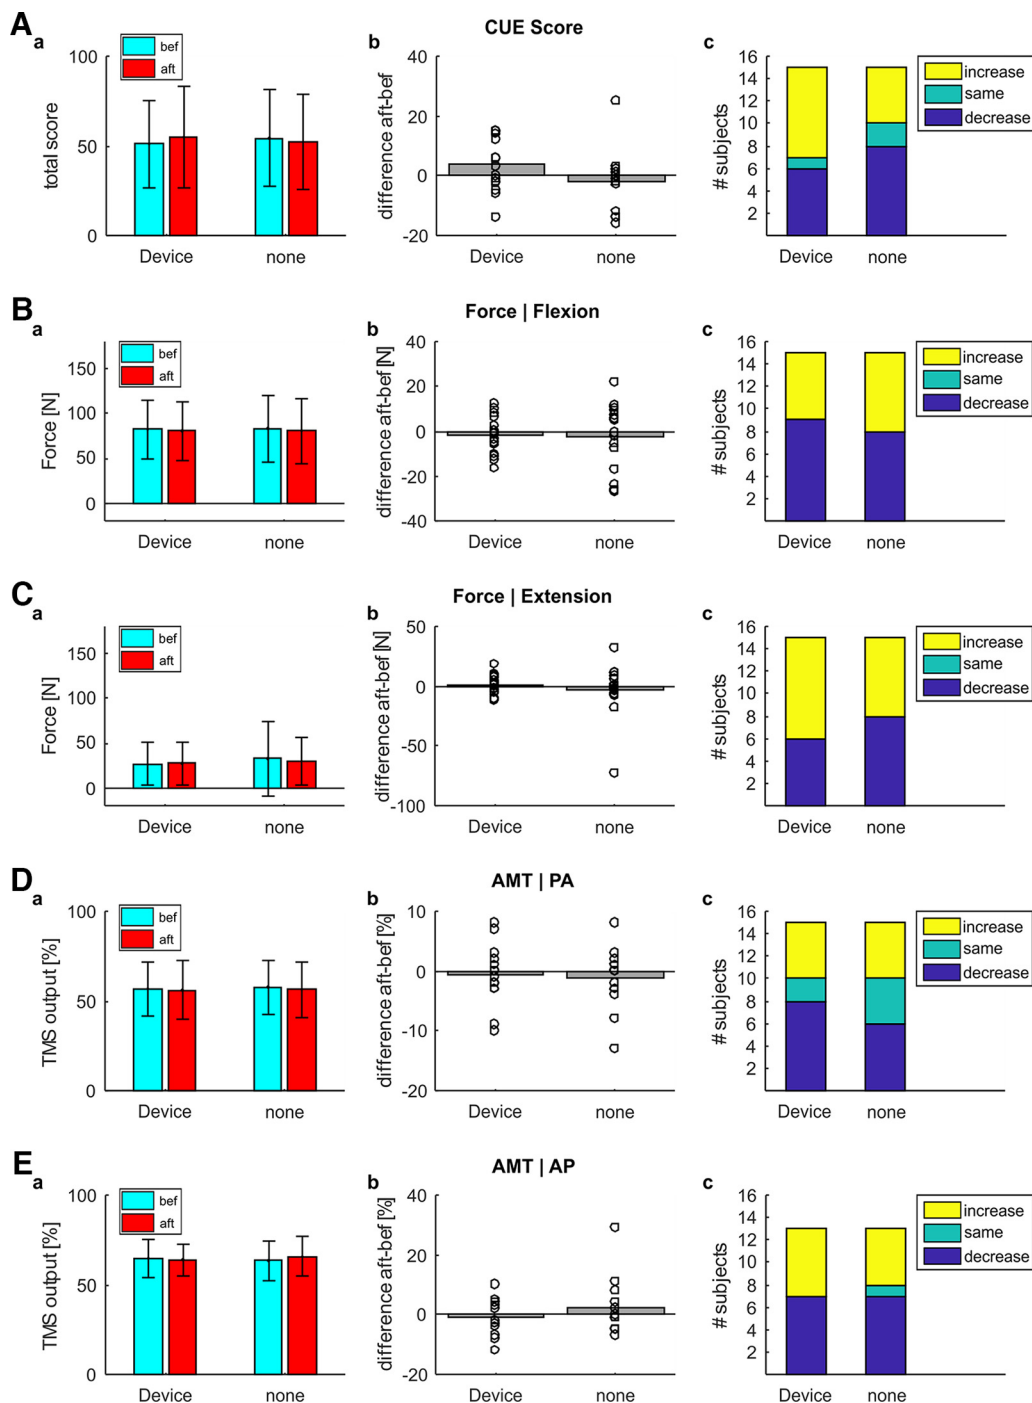 A
CUE Score
a
b
c
bef
aft
total score
100
50
0
Device
none
difference aft-bef
40
20
0
-20
Device
none
# subjects
16
14
12
10
8
6
4
2
Device
none
increase
same
decrease
B
Force | Flexion
a
b
c
bef
aft
Force [N]
150
100
50
0
Device
none
difference aft-bef [N]
40
20
0
-20
-40
Device
none
# subjects
16
14
12
10
8
6
4
2
Device
none
increase
same
decrease
C
Force | Extension
a
b
c
bef
aft
Force [N]
150
100
50
0
Device
none
difference aft-bef [N]
50
0
-50
-100
Device
none
# subjects
16
14
12
10
8
6
4
2
Device
none
increase
same
decrease
D
AMT | PA
a
b
c
bef
aft
TMS output [%]
100
50
0
Device
none
difference aft-bef [%]
10
0
-10
-20
Device
none
# subjects
16
14
12
10
8
6
4
2
Device
none
increase
same
decrease
E
AMT | AP
a
b
c
bef
aft
TMS output [%]
100
50
0
Device
none
difference aft-bef [%]
40
20
0
-20
Device
none
# subjects
16
14
12
10
8
6
4
2
Device
none
increase
same
decrease